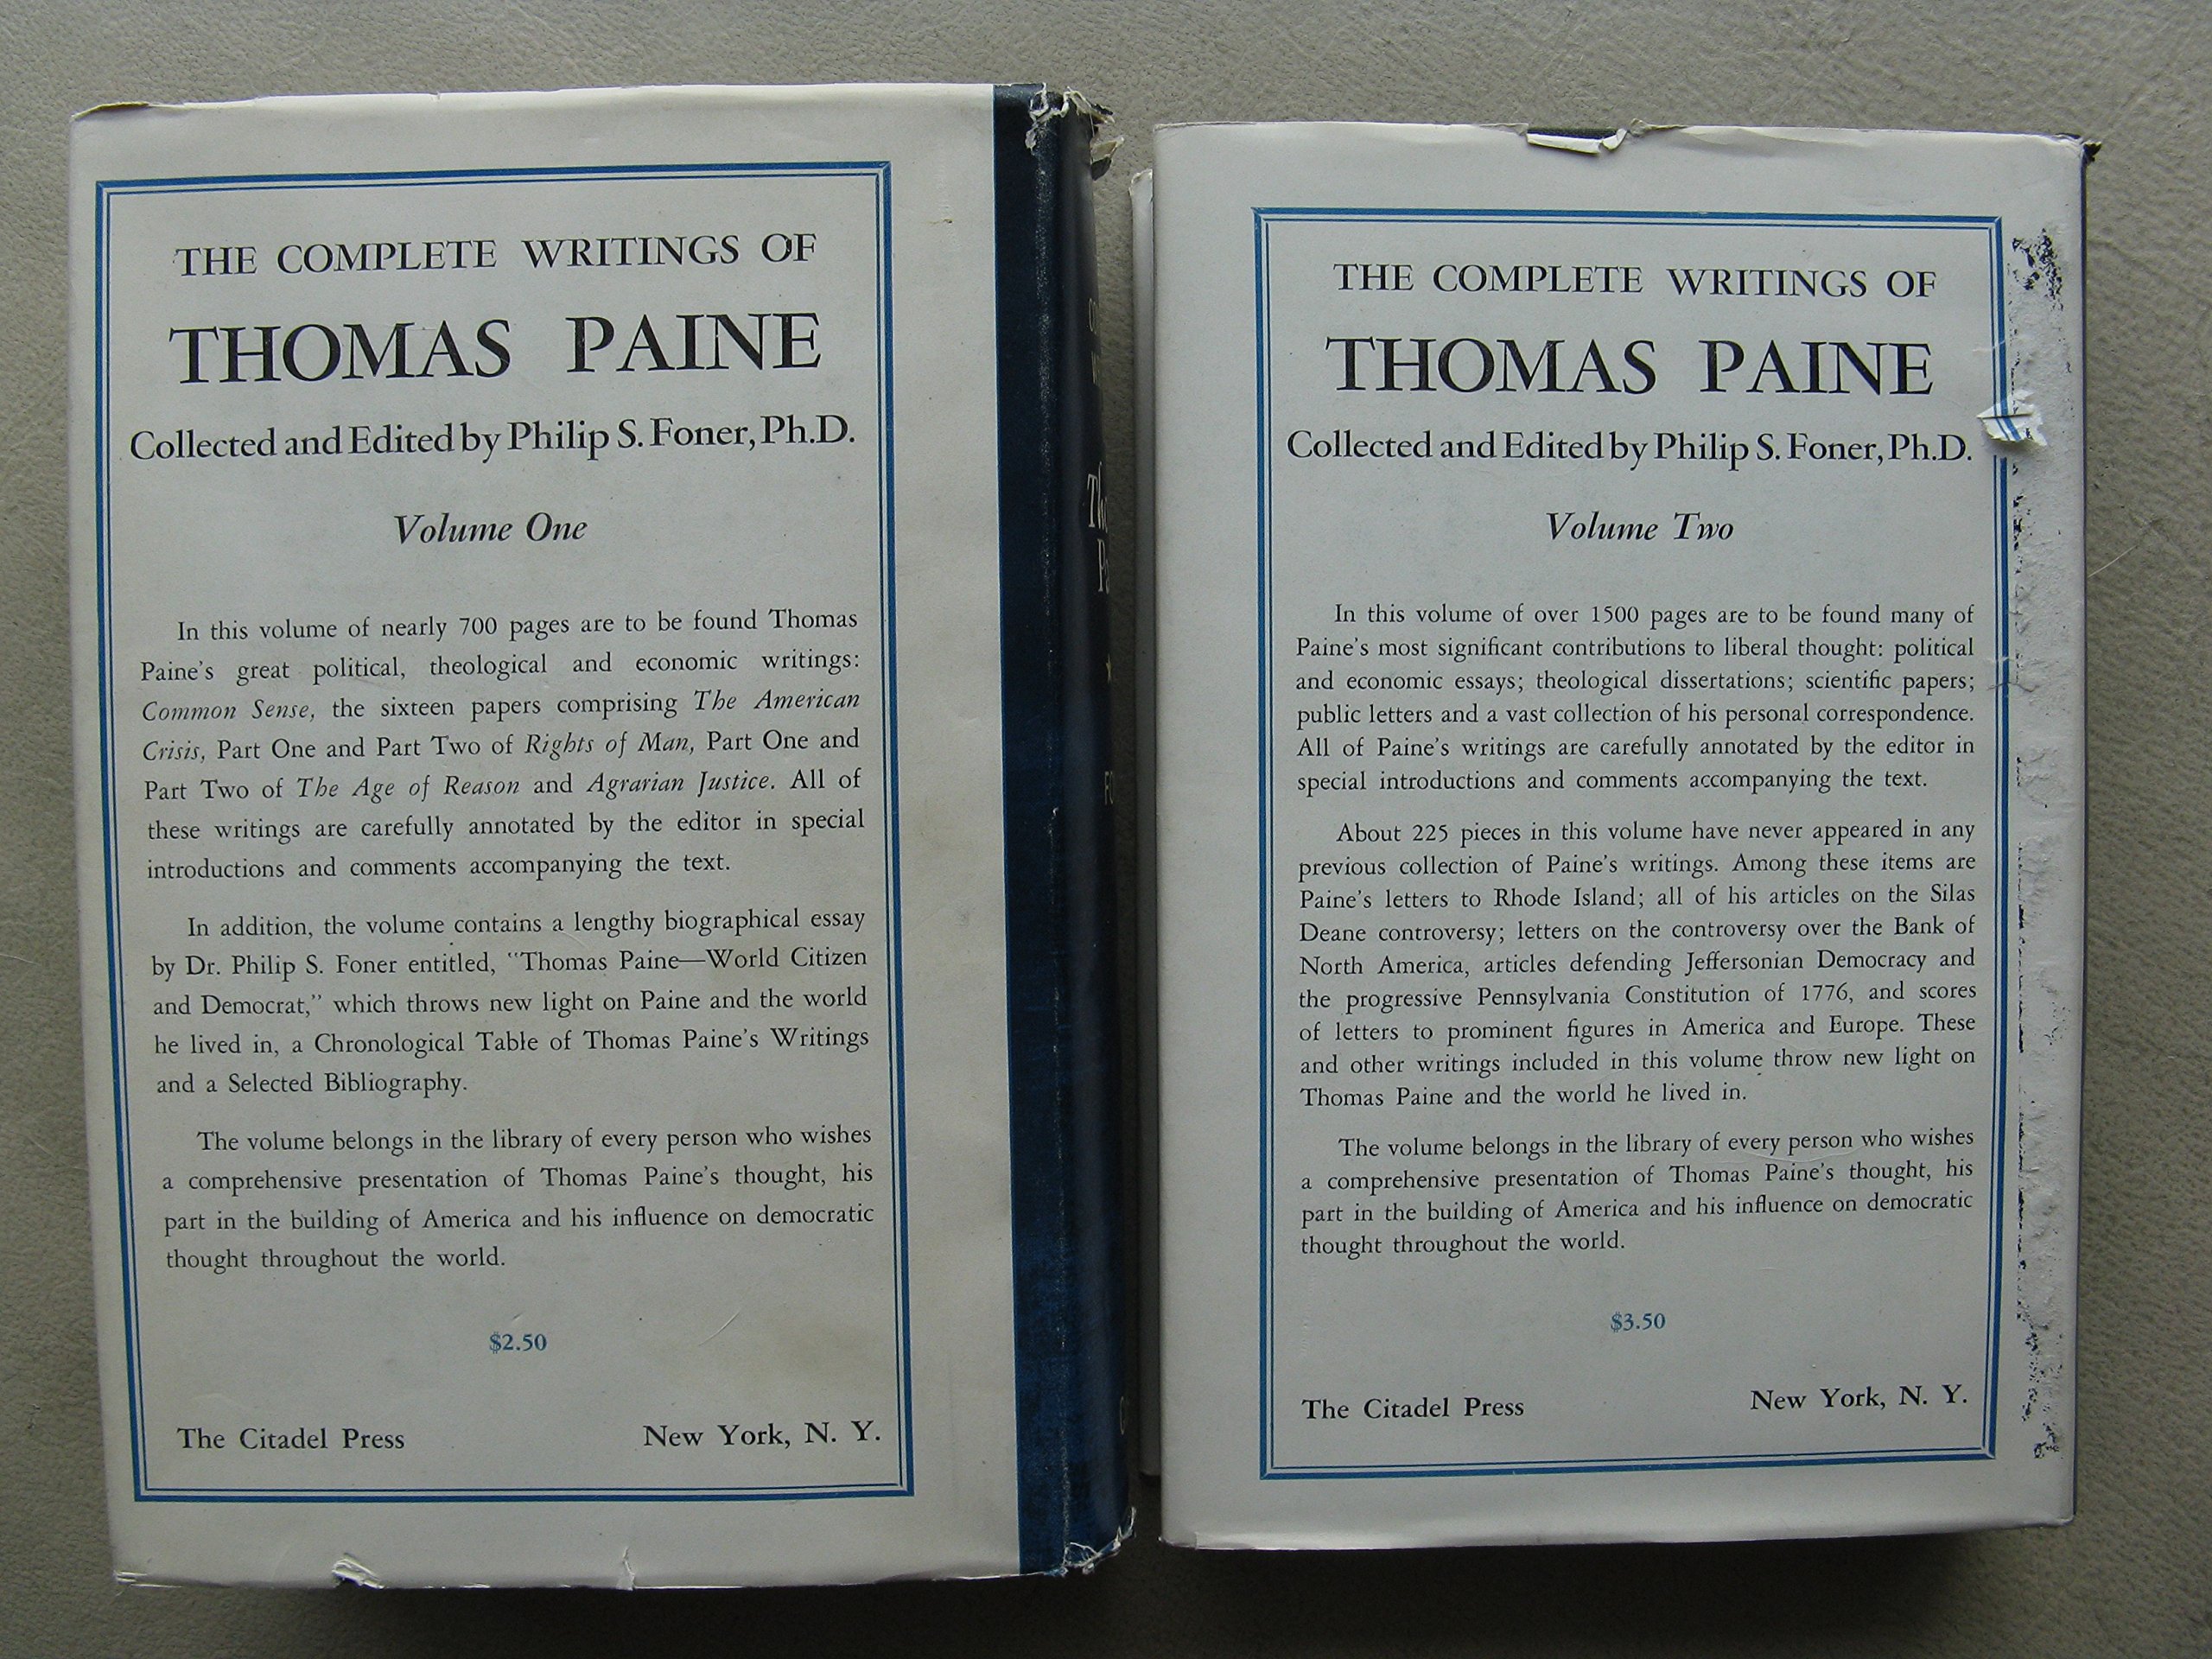 THE COMPLETE WRITINGS OF
THOMAS PAINE
Collected and Edited by Philip S. Foner, Ph.D.
Volume One
In this volume of nearly 700 pages are to be found Thomas
Paine's great political, theological and economic writings:
Common Sense, the sixteen papers comprising The American
Crisis, Part One and Part Two of Rights of Man, Part One and
Part Two of The Age of Reason and Agrarian Justice. All of
these writings are carefully annotated by the editor in special
introductions and comments accompanying the text.
In addition, the volume contains a lengthy biographical essay
by Dr. Philip S. Foner entitled, "Thomas Paine—World Citizen
and Democrat," which throws new light on Paine and the world
he lived in, a Chronological Table of Thomas Paine's Writings
and a Selected Bibliography.
The volume belongs in the library of every person who wishes
a comprehensive presentation of Thomas Paine's thought, his
part in the building of America and his influence on democratic
thought throughout the world.
$2.50
The Citadel Press New York, N. Y.
THE COMPLETE WRITINGS OF
THOMAS PAINE
Collected and Edited by Philip S. Foner, Ph.D.
Volume Two
In this volume of over 1500 pages are to be found many of
Paine's most significant contributions to liberal thought: political
and economic essays; theological dissertations; scientific papers;
public letters and a vast collection of his personal correspondence.
All of Paine's writings are carefully annotated by the editor in
special introductions and comments accompanying the text.
About 225 pieces in this volume have never appeared in any
previous collection of Paine's writings. Among these items are
Paine's letters to Rhode Island; all of his articles on the Silas
Deane controversy; letters on the controversy over the Bank of
North America, articles defending Jeffersonian Democracy and
the progressive Pennsylvania Constitution of 1776, and scores
of letters to prominent figures in America and Europe. These
and other writings included in this volume throw new light on
Thomas Paine and the world he lived in.
The volume belongs in the library of every person who wishes
a comprehensive presentation of Thomas Paine's thought, his
part in the building of America and his influence on democratic
thought throughout the world.
$3.50
The Citadel Press New York, N. Y.